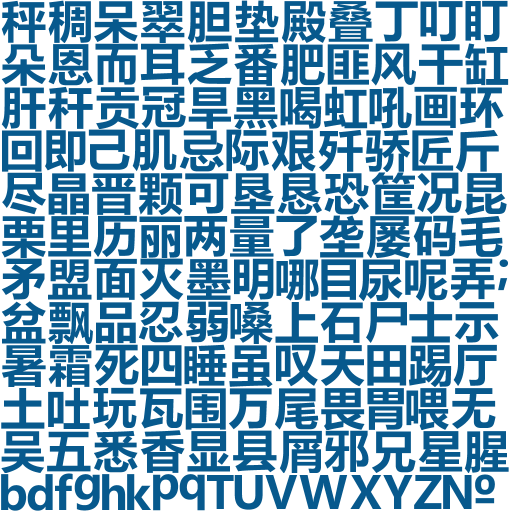 秤稠呆翠胆垫殿叠丁叮盯
朵恩而耳乏番肥匪风干缸
肝秆贡冠旱黑喝虹吼画环
回即己肌忌际艰歼骄匠斤
尽晶晋颗可垦恳恐筐况昆
栗里历丽两量了垄屡码毛
矛盟面灭墨明哪目尿呢弄;
盆飘品忍弱嗓上石尸士示
暑霜死四睡虽叹天田踢厅
土吐玩瓦围万尾畏胃喂无
吴五悉香显县屑邪兄星腥
bdfghkpqTUVWXYZ№